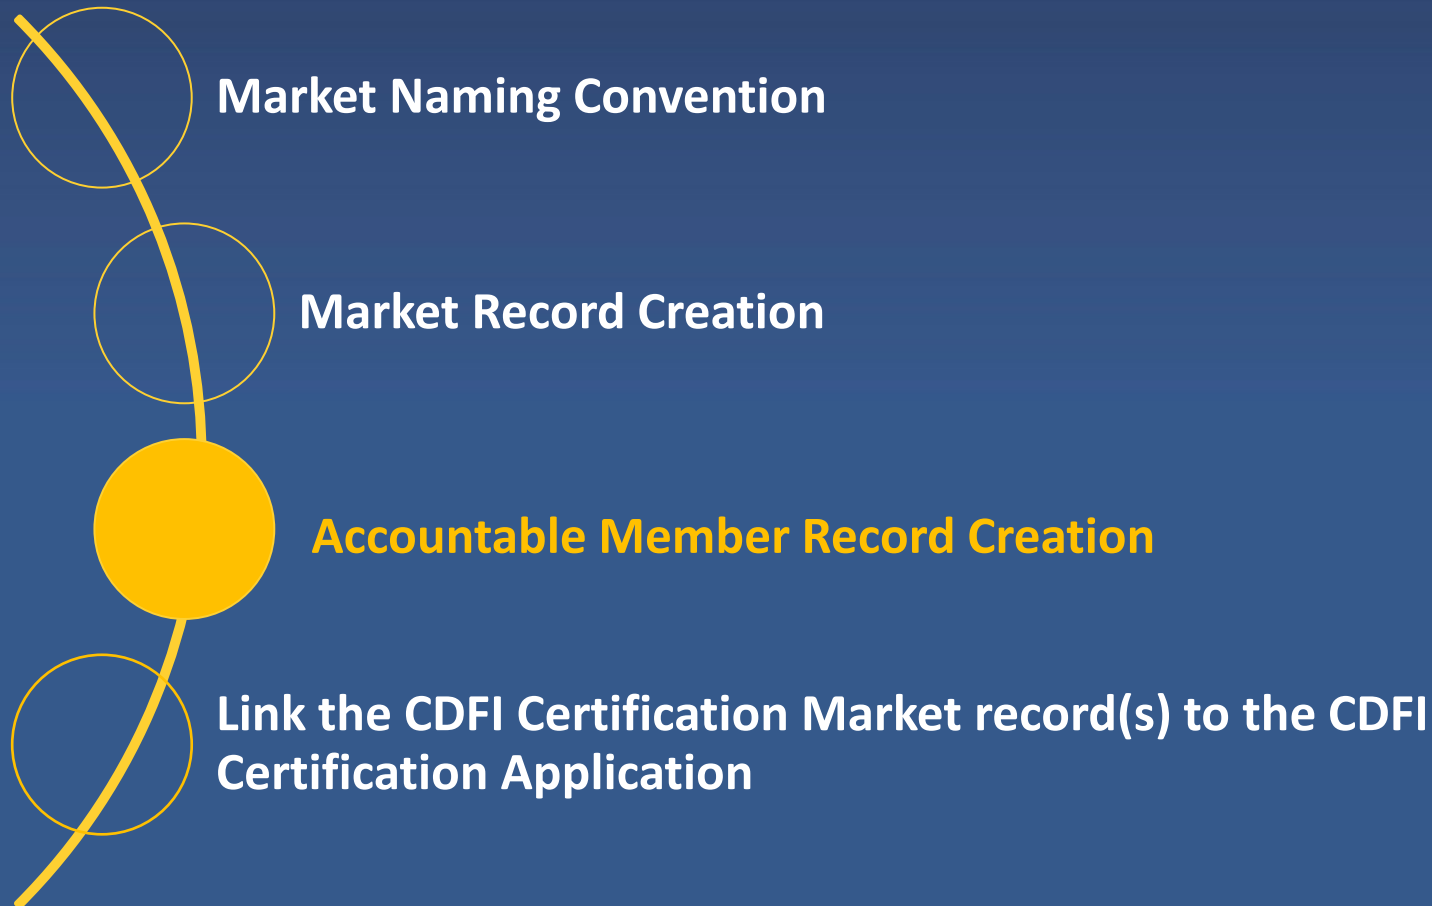 Market Naming Convention
Market Record Creation
Accountable Member Record Creation
Link the CDFI Certification Market record(s) to the CDFI
Certification Application